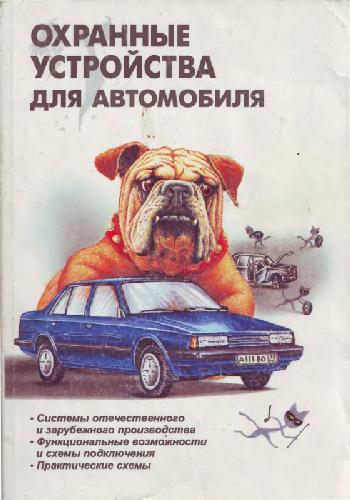 ОХРАННЫЕ
УСТРОЙСТВА
ДЛЯ АВТОМОБИЛЯ
- Системы отечественного
и зарубежного производства
- Функциональные возможности
и схемы подключения
- Практические схемы